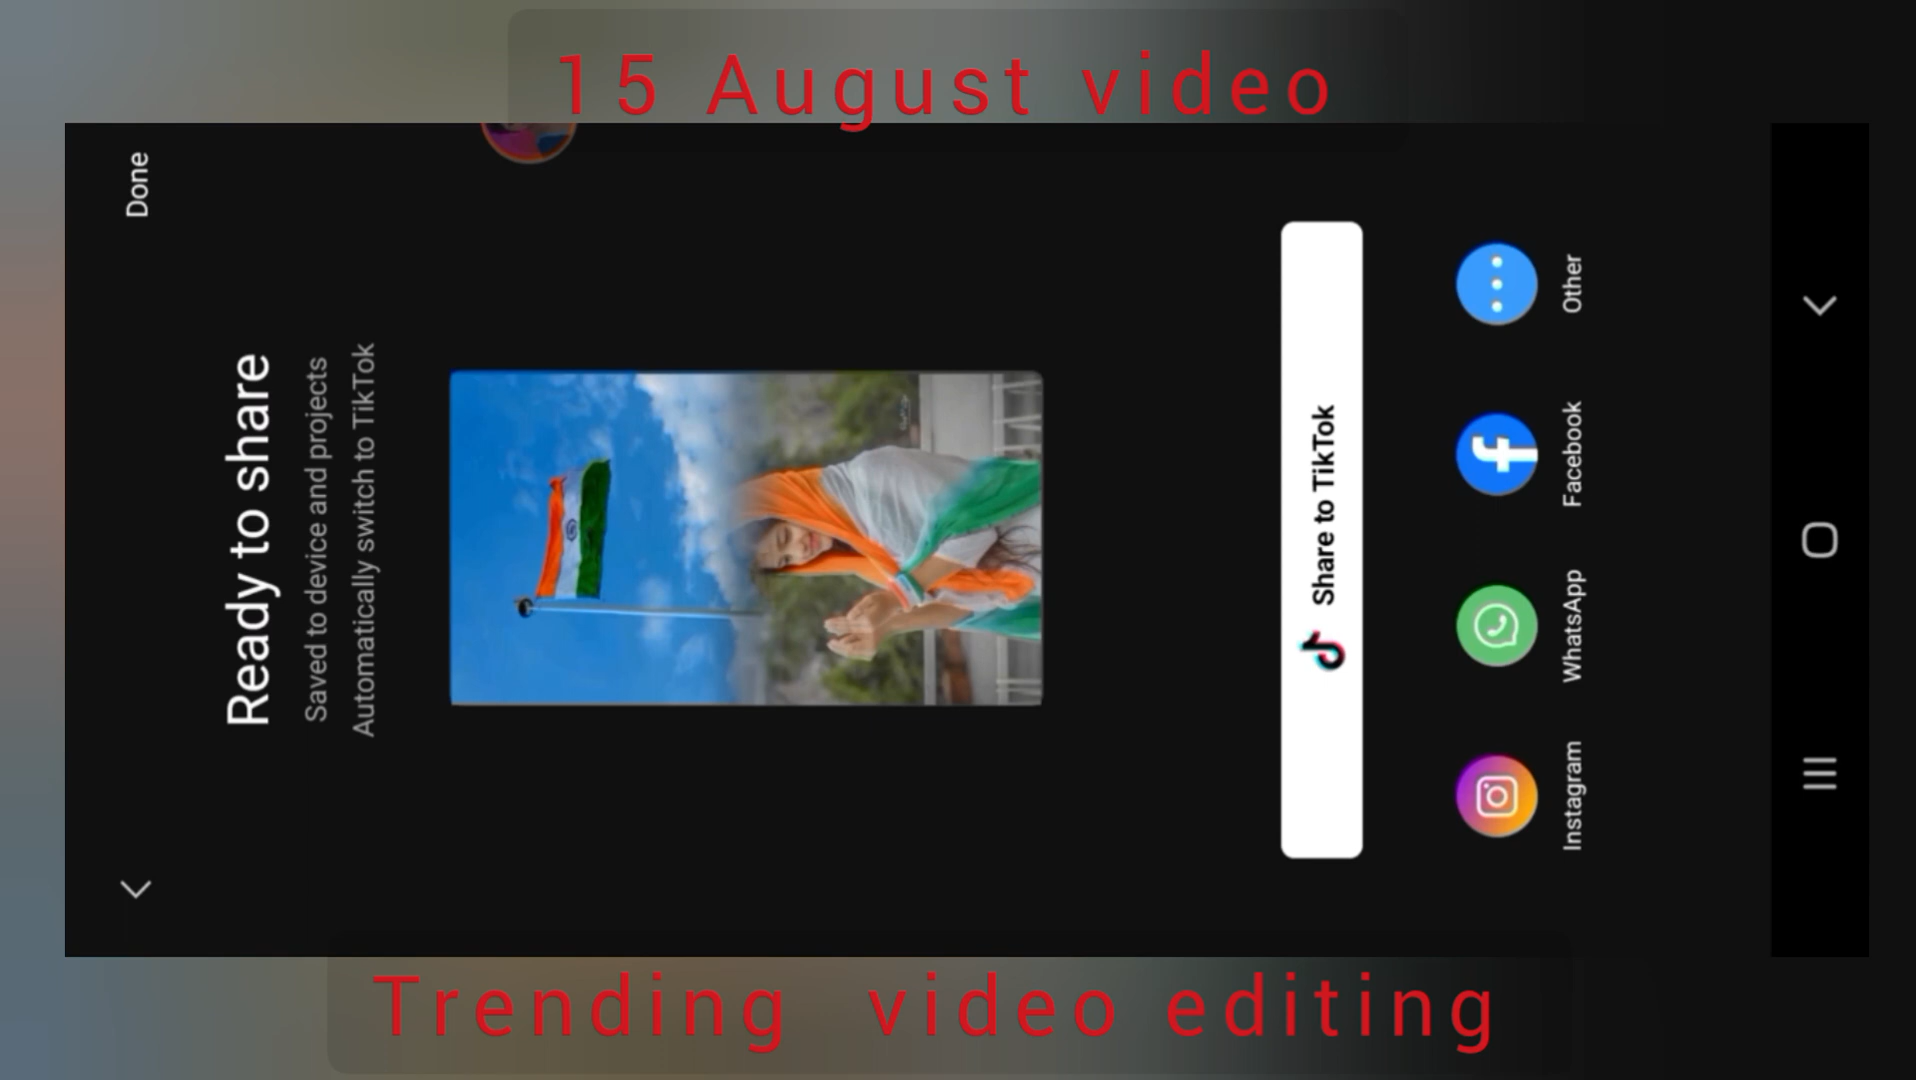 15 August video
Done
Ready to share
Saved to device and projects
Automatically switch to TikTok
Share to TikTok
Instagram
WhatsApp
Facebook
Other
Trending video editing